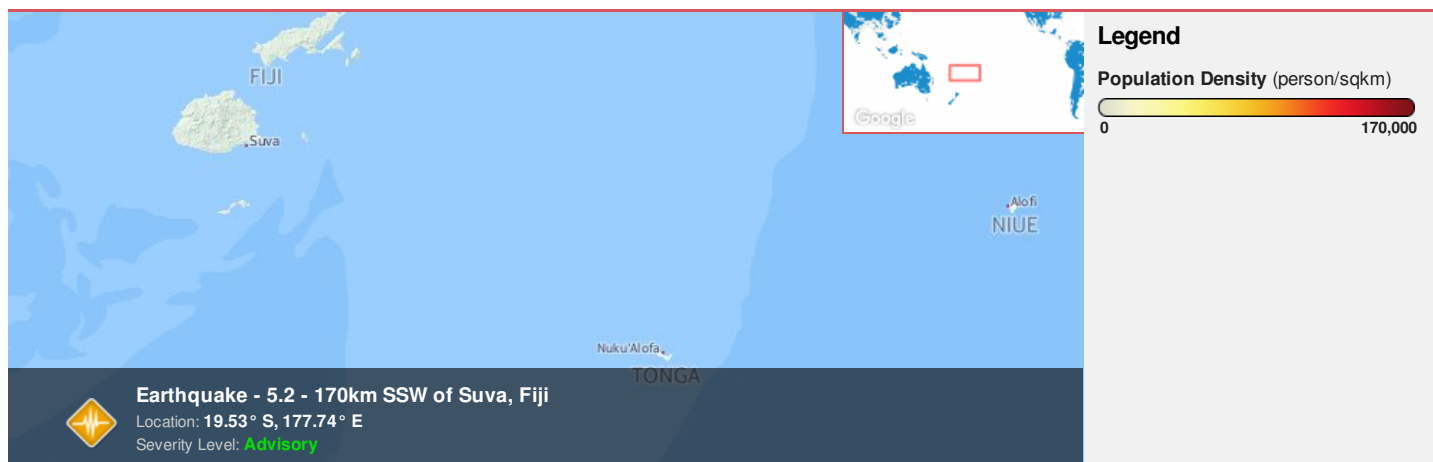 FIJI
Suva
Google
Alofi
NIUE
Nuku'Alofa
TONGA
Earthquake - 5.2 - 170km SSW of Suva, Fiji
Location: 19.53° S, 177.74° E
Severity Level: Advisory
Legend
Population Density (person/sqkm)
0 170,000